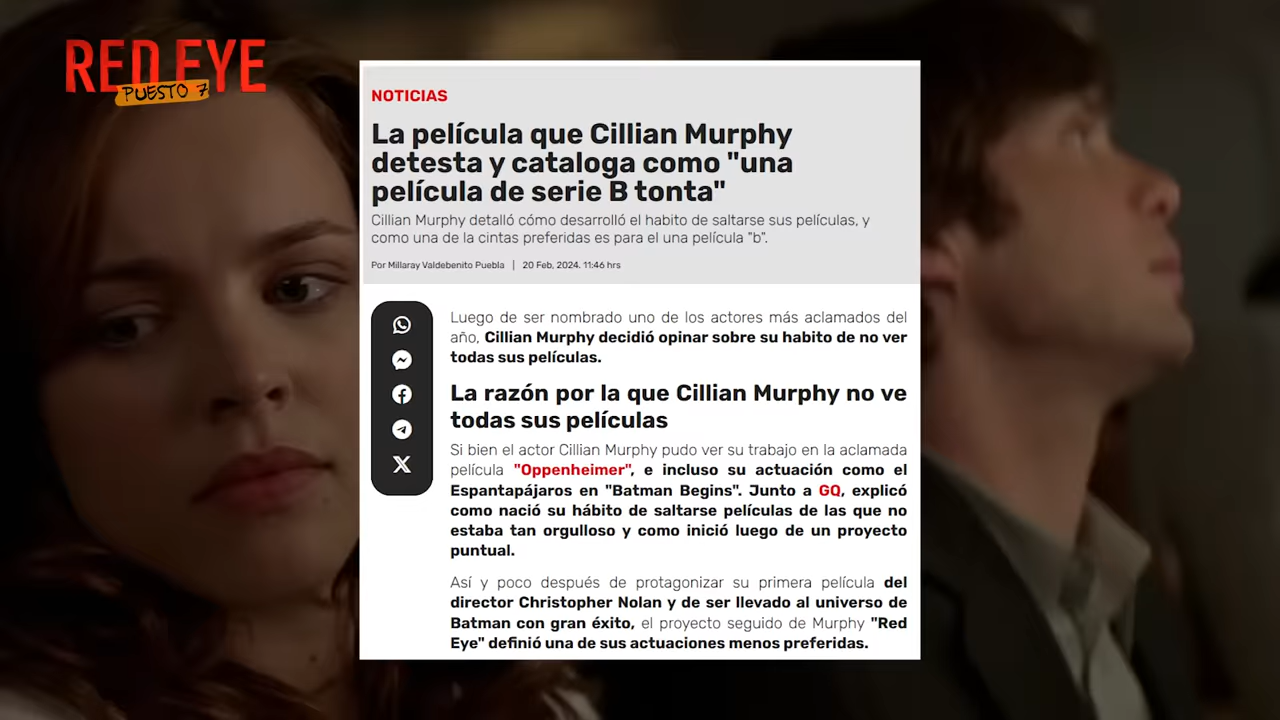 RED EYE
PUESTO 7
NOTICIAS
La película que Cillian Murphy
detesta y cataloga como "una
película de serie B tonta"
Cillian Murphy detalló cómo desarrolló el habito de saltarse sus películas, y
como una de la cintas preferidas es para el una película "b".
Por Millaray Valdebenito Puebla | 20 Feb, 2024. 11:46 hrs
Luego de ser nombrado uno de los actores más aclamados del
año, Cillian Murphy decidió opinar sobre su habito de no ver
todas sus películas.
La razón por la que Cillian Murphy no ve
todas sus películas
Si bien el actor Cillian Murphy pudo ver su trabajo en la aclamada
película "Oppenheimer", e incluso su actuación como el
Espantapájaros en "Batman Begins". Junto a GQ, explicó
como nació su hábito de saltarse películas de las que no
estaba tan orgulloso y como inició luego de un proyecto
puntual.
Así y poco después de protagonizar su primera película del
director Christopher Nolan y de ser llevado al universo de
Batman con gran éxito, el proyecto seguido de Murphy "Red
Eye" definió una de sus actuaciones menos preferidas.